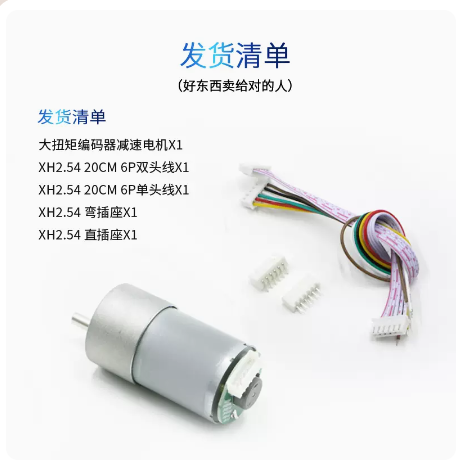 发货清单
(好东西卖给对的人)
发货清单
大扭矩编码器减速电机X1
XH2.54 20CM 6P双头线X1
XH2.54 20CM 6P单头线X1
XH2.54 弯插座X1
XH2.54 直插座X1